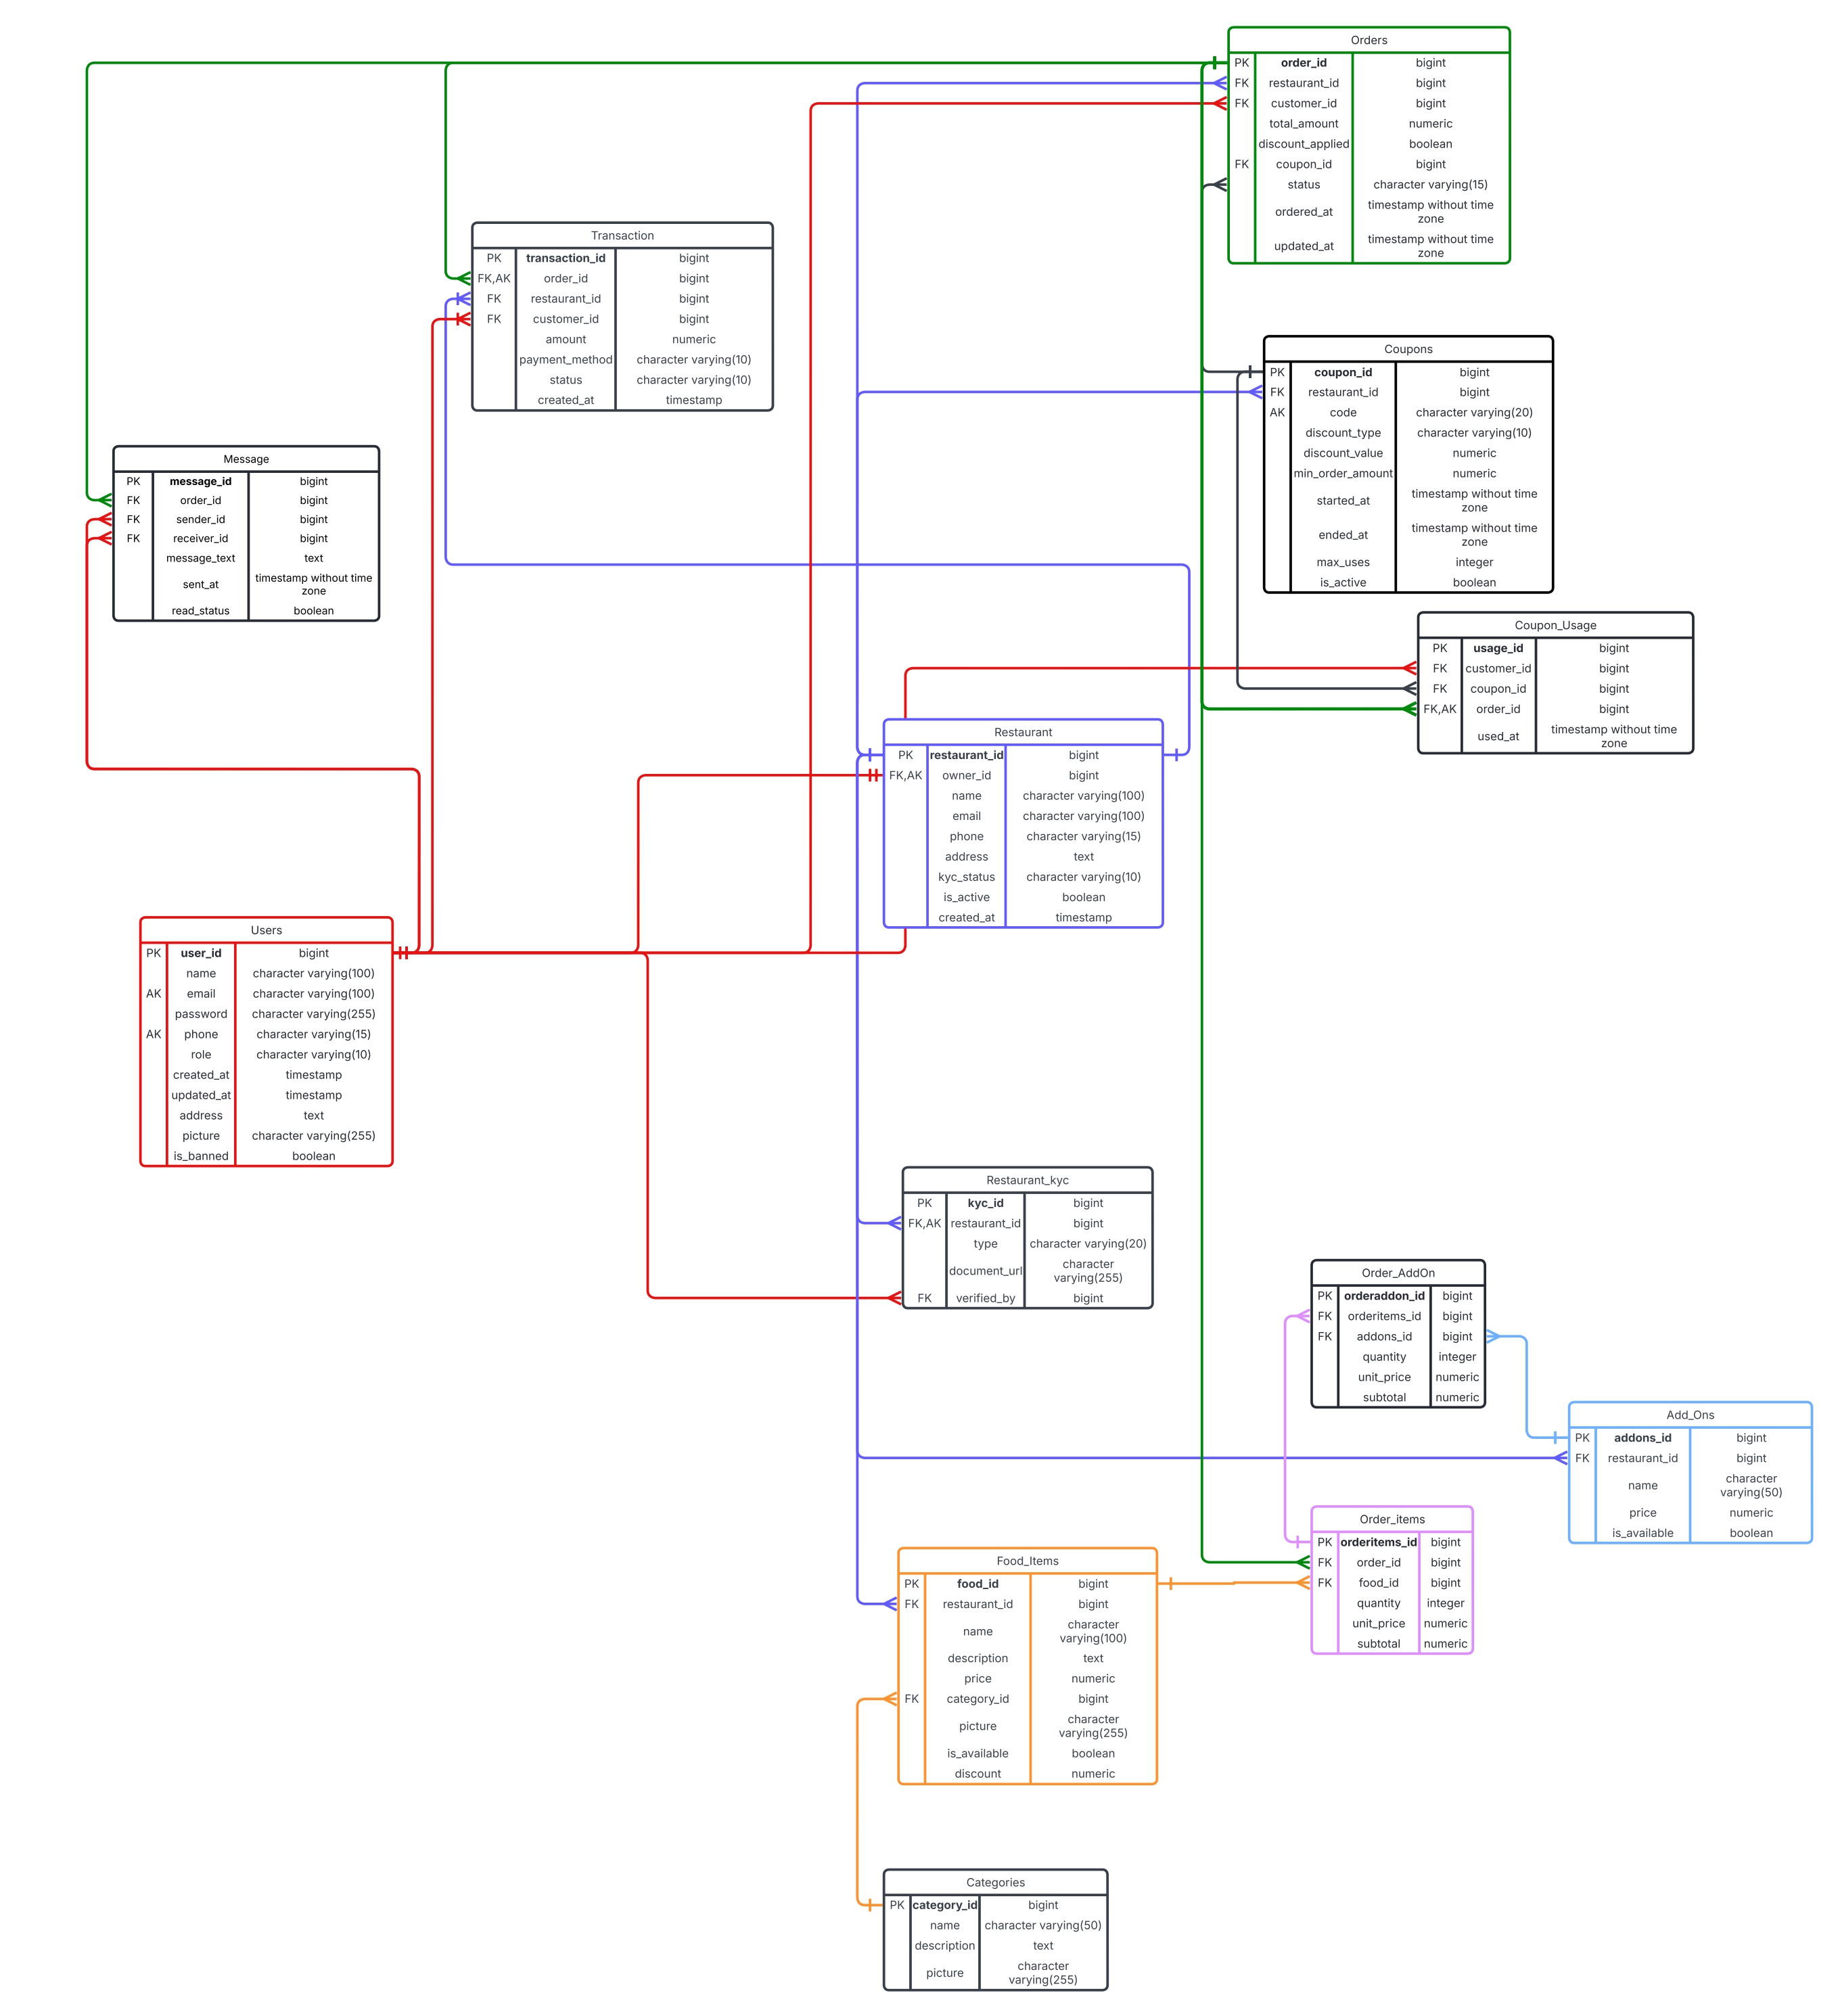 Orders
PK order_id bigint
FK restaurant_id bigint
FK customer_id bigint
total_amount numeric
discount_applied boolean
FK coupon_id bigint
status character varying(15)
ordered_at timestamp without time
zone
updated_at timestamp without time
zone
Transaction
PK transaction_id bigint
FK,AK order_id bigint
FK restaurant_id bigint
FK customer_id bigint
amount numeric
payment_method character varying(10)
status character varying(10)
created_at timestamp
Coupons
PK coupon_id bigint
FK restaurant_id bigint
AK code character varying(20)
discount_type character varying(10)
discount_value numeric
min_order_amount numeric
started_at timestamp without time
zone
ended_at timestamp without time
zone
max_uses integer
is_active boolean
Message
PK message_id bigint
FK order_id bigint
FK sender_id bigint
FK receiver_id bigint
message_text text
sent_at timestamp without time
zone
read_status boolean
Coupon_Usage
PK usage_id bigint
FK customer_id bigint
FK coupon_id bigint
FK,AK order_id bigint
used_at timestamp without time
zone
Restaurant
PK restaurant_id bigint
FK,AK owner_id bigint
name character varying(100)
email character varying(100)
phone character varying(15)
address text
kyc_status character varying(10)
is_active boolean
created_at timestamp
Users
PK user_id bigint
name character varying(100)
AK email character varying(100)
password character varying(255)
AK phone character varying(15)
role character varying(10)
created_at timestamp
updated_at timestamp
address text
picture character varying(255)
is_banned boolean
Restaurant_kyc
PK kyc_id bigint
FK,AK restaurant_id bigint
type character varying(20)
document_url character
varying(255)
FK verified_by bigint
Order_AddOn
PK orderaddon_id bigint
FK orderitems_id bigint
FK addons_id bigint
quantity integer
unit_price numeric
subtotal numeric
Add_Ons
PK addons_id bigint
FK restaurant_id bigint
name character
varying(50)
price numeric
is_available boolean
Order_items
PK orderitems_id bigint
FK order_id bigint
FK food_id bigint
quantity integer
unit_price numeric
subtotal numeric
Food_Items
PK food_id bigint
FK restaurant_id bigint
name character
varying(100)
description text
price numeric
FK category_id bigint
picture character
varying(255)
is_available boolean
discount numeric
Categories
PK category_id bigint
name character varying(50)
description text
picture character
varying(255)